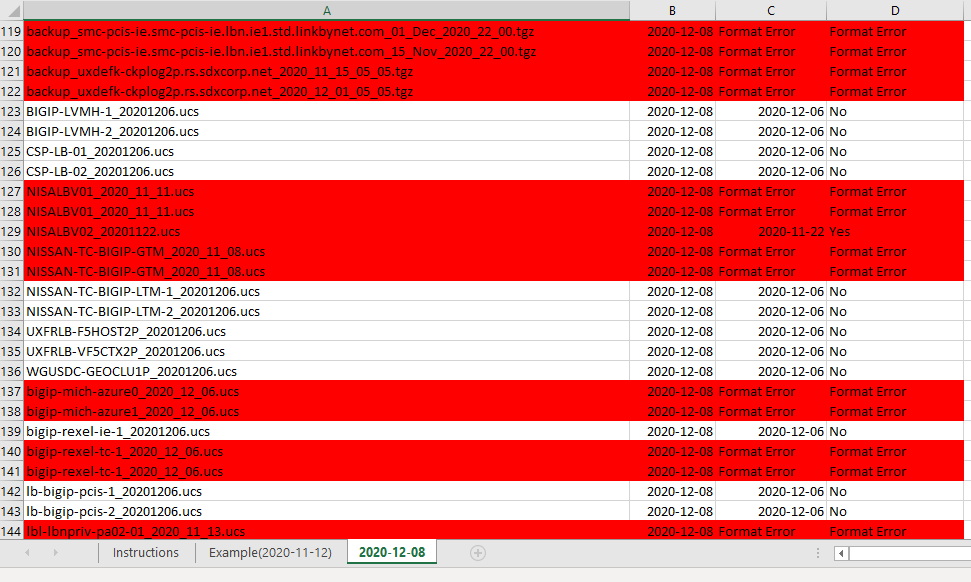 A B C D
119 backup_smc-pcis-ie.smc-pcis-ie.lbn.ie1.std.linkbynet.com_01_Dec_2020_22_00.tgz 2020-12-08 Format Error Format Error
120 backup_smc-pcis-ie.smc-pcis-ie.lbn.ie1.std.linkbynet.com_15_Nov_2020_22_00.tgz 2020-12-08 Format Error Format Error
121 backup_uxdefk-ckplog2p.rs.sdxcorp.net_2020_11_15_05_05.tgz 2020-12-08 Format Error Format Error
122 backup_uxdefk-ckplog2p.rs.sdxcorp.net_2020_12_01_05_05.tgz 2020-12-08 Format Error Format Error
123 BIGIP-LVMH-1_20201206.ucs 2020-12-08 2020-12-06 No
124 BIGIP-LVMH-2_20201206.ucs 2020-12-08 2020-12-06 No
125 CSP-LB-01_20201206.ucs 2020-12-08 2020-12-06 No
126 CSP-LB-02_20201206.ucs 2020-12-08 2020-12-06 No
127 NISALBV01_2020_11_11.ucs 2020-12-08 Format Error Format Error
128 NISALBV01_2020_11_11.ucs 2020-12-08 Format Error Format Error
129 NISALBV02_20201122.ucs 2020-12-08 2020-11-22 Yes
130 NISSAN-TC-BIGIP-GTM_2020_11_08.ucs 2020-12-08 Format Error Format Error
131 NISSAN-TC-BIGIP-GTM_2020_11_08.ucs 2020-12-08 Format Error Format Error
132 NISSAN-TC-BIGIP-LTM-1_20201206.ucs 2020-12-08 2020-12-06 No
133 NISSAN-TC-BIGIP-LTM-2_20201206.ucs 2020-12-08 2020-12-06 No
134 UXFRLB-F5HOST2P_20201206.ucs 2020-12-08 2020-12-06 No
135 UXFRLB-VF5CTX2P_20201206.ucs 2020-12-08 2020-12-06 No
136 WGUSDC-GEOCLU1P_20201206.ucs 2020-12-08 2020-12-06 No
137 bigip-mich-azure0_2020_12_06.ucs 2020-12-08 Format Error Format Error
138 bigip-mich-azure1_2020_12_06.ucs 2020-12-08 Format Error Format Error
139 bigip-rexel-ie-1_20201206.ucs 2020-12-08 2020-12-06 No
140 bigip-rexel-tc-1_2020_12_06.ucs 2020-12-08 Format Error Format Error
141 bigip-rexel-tc-1_2020_12_06.ucs 2020-12-08 Format Error Format Error
142 lb-bigip-pcis-1_20201206.ucs 2020-12-08 2020-12-06 No
143 lb-bigip-pcis-2_20201206.ucs 2020-12-08 2020-12-06 No
144 lbl-lbnpriv-pa02-01_2020_11_13.ucs 2020-12-08 Format Error Format Error
Instructions Example(2020-11-12) 2020-12-08